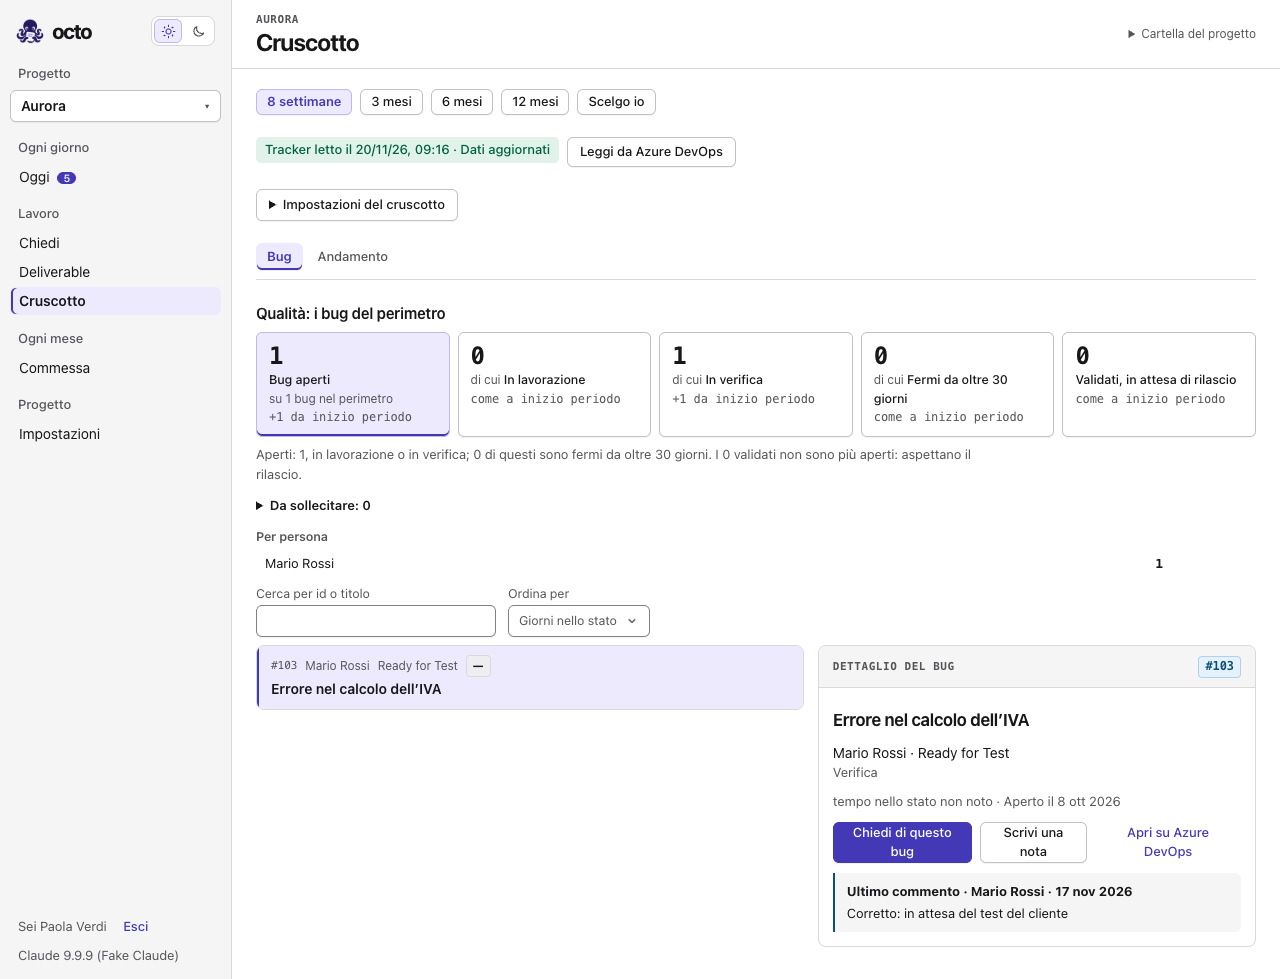 octo
Progetto
Aurora
Ogni giorno
Oggi 5
Lavoro
Chiedi
Deliverable
Cruscotto
Ogni mese
Commessa
Progetto
Impostazioni
Sei Paola Verdi Esci
Claude 9.9.9 (Fake Claude)
AURORA
Cruscotto
Cartella del progetto
8 settimane 3 mesi 6 mesi 12 mesi Scelgo io
Tracker letto il 20/11/26, 09:16 · Dati aggiornati Leggi da Azure DevOps
Impostazioni del cruscotto
Bug Andamento
Qualità: i bug del perimetro
1
Bug aperti
su 1 bug nel perimetro
+1 da inizio periodo
0
di cui In lavorazione
come a inizio periodo
1
di cui In verifica
+1 da inizio periodo
0
di cui Fermi da oltre 30
giorni
come a inizio periodo
0
Validati, in attesa di rilascio
come a inizio periodo
Aperti: 1, in lavorazione o in verifica; 0 di questi sono fermi da oltre 30 giorni. I 0 validati non sono più aperti: aspettano il
rilascio.
Da sollecitare: 0
Per persona
Mario Rossi 1
Cerca per id o titolo
Ordina per
Giorni nello stato
#103 Mario Rossi Ready for Test —
Errore nel calcolo dell’IVA
DETTAGLIO DEL BUG #103
Errore nel calcolo dell’IVA
Mario Rossi · Ready for Test
Verifica
tempo nello stato non noto · Aperto il 8 ott 2026
Chiedi di questo
bug
Scrivi una
nota
Apri su Azure
DevOps
Ultimo commento · Mario Rossi · 17 nov 2026
Corretto: in attesa del test del cliente